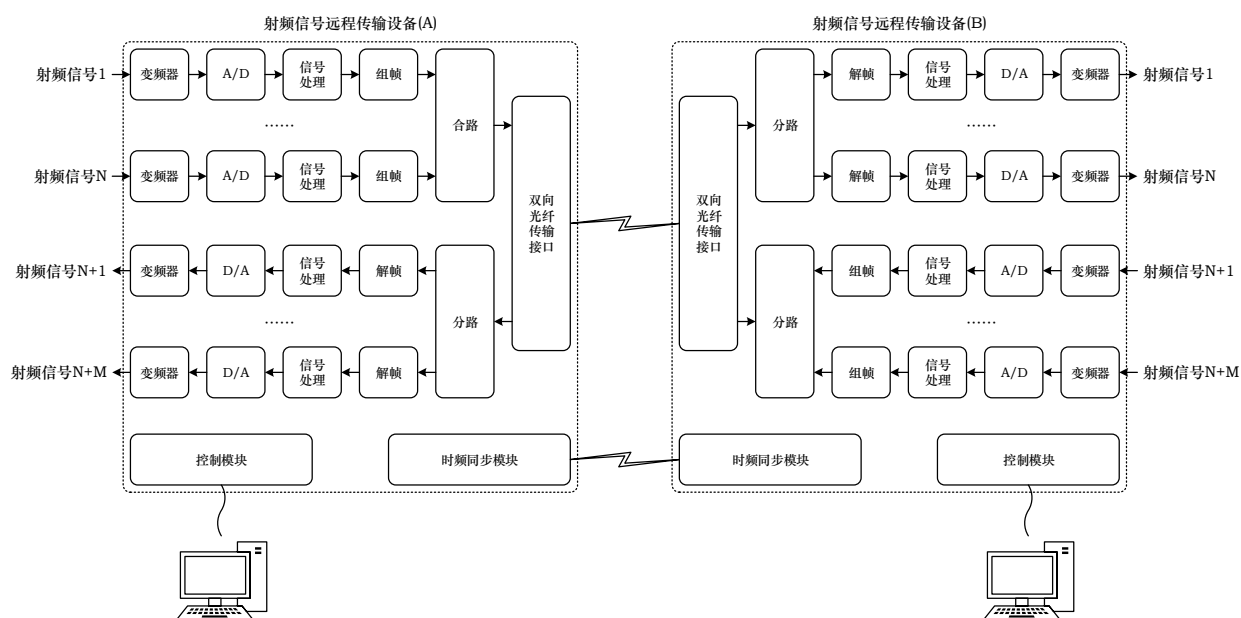 射频信号远程传输设备(A)
射频信号1
变频器
A/D
信号
处理
组帧
……
射频信号N
变频器
A/D
信号
处理
组帧
合路
射频信号N+1
变频器
D/A
信号
处理
解帧
……
射频信号N+M
变频器
D/A
信号
处理
解帧
分路
双向
光纤
传输
接口
控制模块
时频同步模块
射频信号远程传输设备(B)
双向
光纤
传输
接口
分路
解帧
信号
处理
D/A
变频器
射频信号1
……
解帧
信号
处理
D/A
变频器
射频信号N
分路
组帧
信号
处理
A/D
变频器
射频信号N+1
……
组帧
信号
处理
A/D
变频器
射频信号N+M
时频同步模块
控制模块